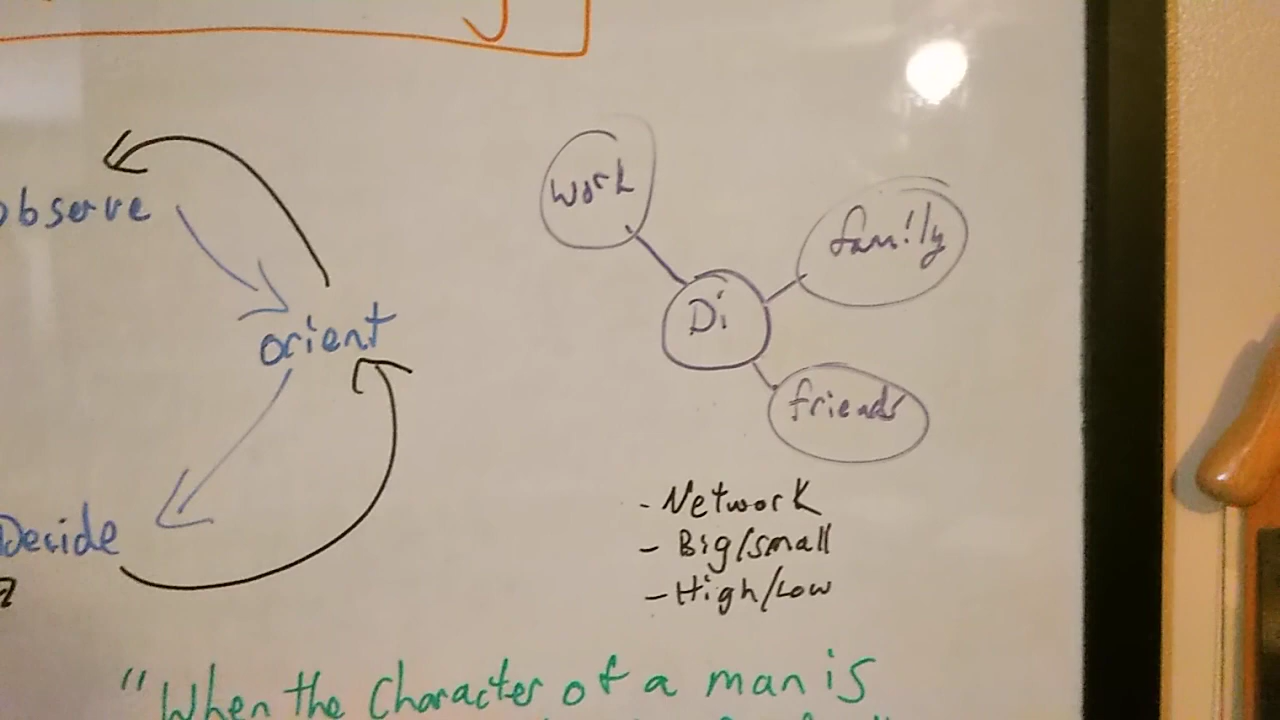 observe
orient
Decide
work
family
Di
friends
- Network
- Big/small
- High/Low
"When the Character of a man is